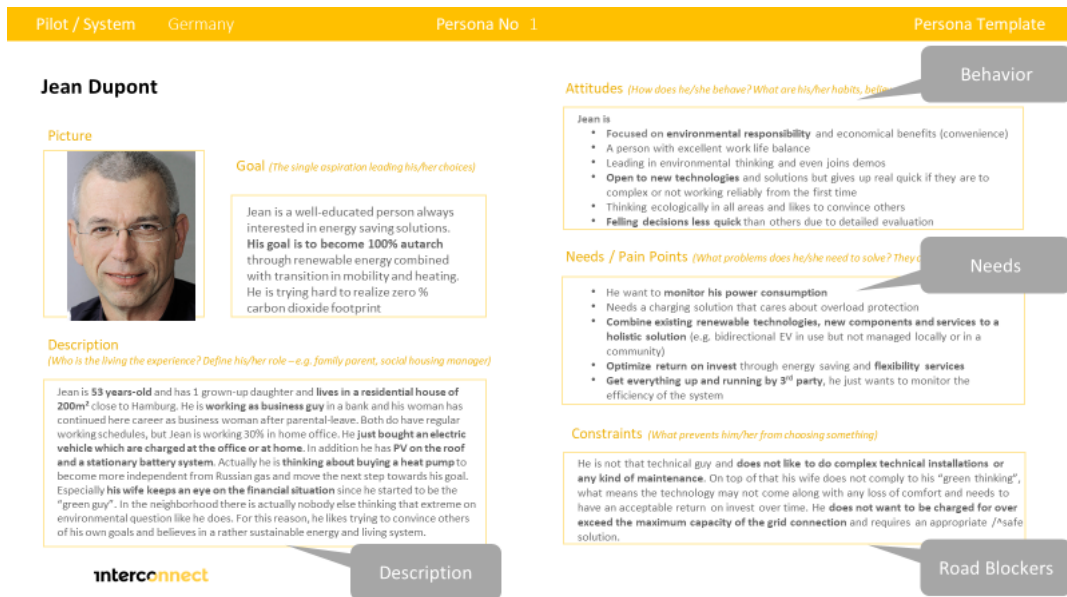 Pilot / System Germany Persona No 1 Persona Template
Jean Dupont
Picture
Goal (The single aspiration leading his/her choices)
Jean is a well-educated person always
interested in energy saving solutions.
His goal is to become 100% autarch
through renewable energy combined
with transition in mobility and heating.
He is trying hard to realize zero %
carbon dioxide footprint
Description
(Who is the living the experience? Define his/her role – e.g. family parent, social housing manager)
Jean is 53 years-old and has 1 grown-up daughter and lives in a residential house of
200m² close to Hamburg. He is working as business guy in a bank and his woman has
continued here career as business woman after parental-leave. Both do have regular
working schedules, but Jean is working 30% in home office. He just bought an electric
vehicle which are charged at the office or at home. In addition he has PV on the roof
and a stationary battery system. Actually he is thinking about buying a heat pump to
become more independent from Russian gas and move the next step towards his goal.
Especially his wife keeps an eye on the financial situation since he started to be the
"green guy". In the neighborhood there is actually nobody else thinking that extreme on
environmental question like he does. For this reason, he likes trying to convince others
of his own goals and believes in a rather sustainable energy and living system.
Description
interconnect
Attitudes (How does he/she behave? What are his/her habits,
Behavior
Jean is
• Focused on environmental responsibility and economical benefits (convenience)
• A person with excellent work life balance
• Leading in environmental thinking and even joins demos
• Open to new technologies and solutions but gives up real quick if they are to
complex or not working reliably from the first time
• Thinking ecologically in all areas and likes to convince others
• Felling decisions less quick than others due to detailed evaluation
Needs / Pain Points (What problems does he/she need to solve? They
Needs
• He want to monitor his power consumption
• Needs a charging solution that cares about overload protection
• Combine existing renewable technologies, new components and services to a
holistic solution (e.g. bidirectional EV in use but not managed locally or in a
community)
• Optimize return on invest through energy saving and flexibility services
• Get everything up and running by 3rd party, he just wants to monitor the
efficiency of the system
Constraints (What prevents him/her from choosing something)
He is not that technical guy and does not like to do complex technical installations or
any kind of maintenance. On top of that his wife does not comply to his "green thinking",
what means the technology may not come along with any loss of comfort and needs to
have an acceptable return on invest over time. He does not want to be charged for over
exceed the maximum capacity of the grid connection and requires an appropriate /^safe
solution.
Road Blockers